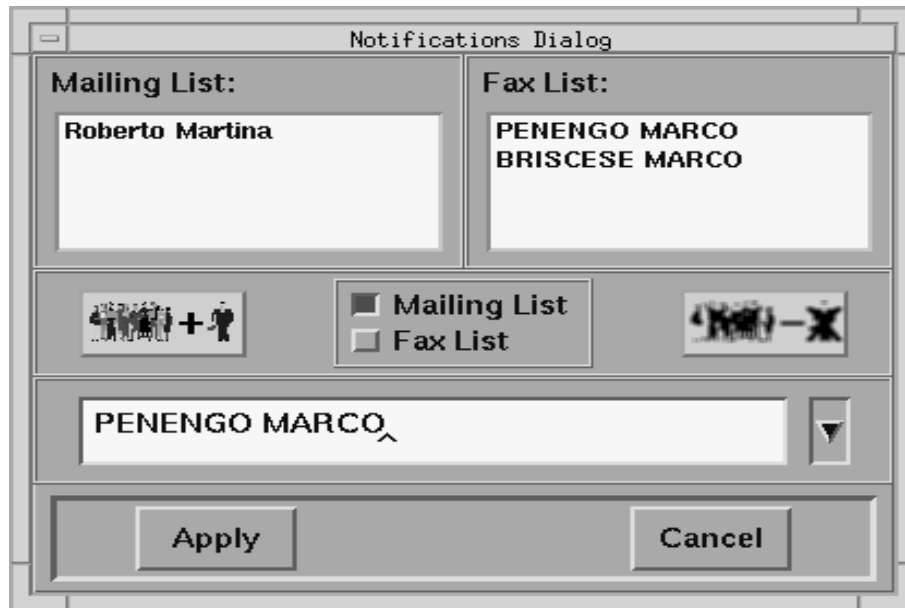 Notifications Dialog
Mailing List:
Roberto Martina
Fax List:
PENENGO MARCO
BRISCESE MARCO
Mailing List
Fax List
PENENGO MARCO
Apply
Cancel